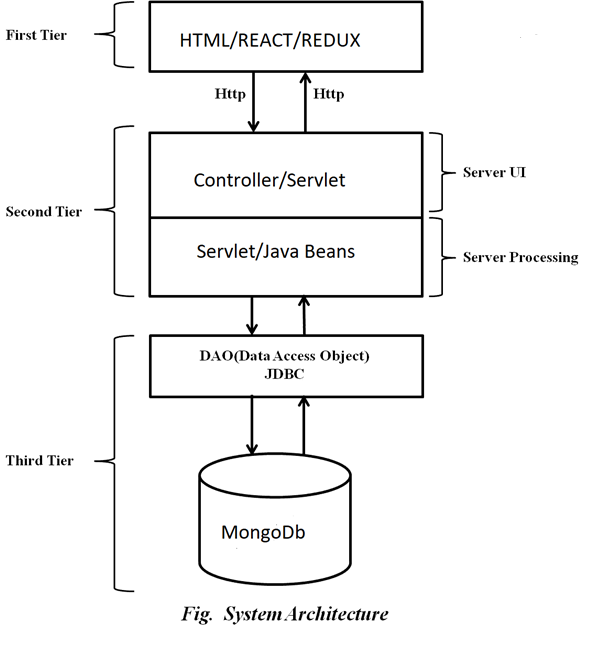 First Tier
HTML/REACT/REDUX
Http
Http
Second Tier
Controller/Servlet
Server UI
Servlet/Java Beans
Server Processing
Third Tier
DAO(Data Access Object)
JDBC
MongoDb
Fig. System Architecture